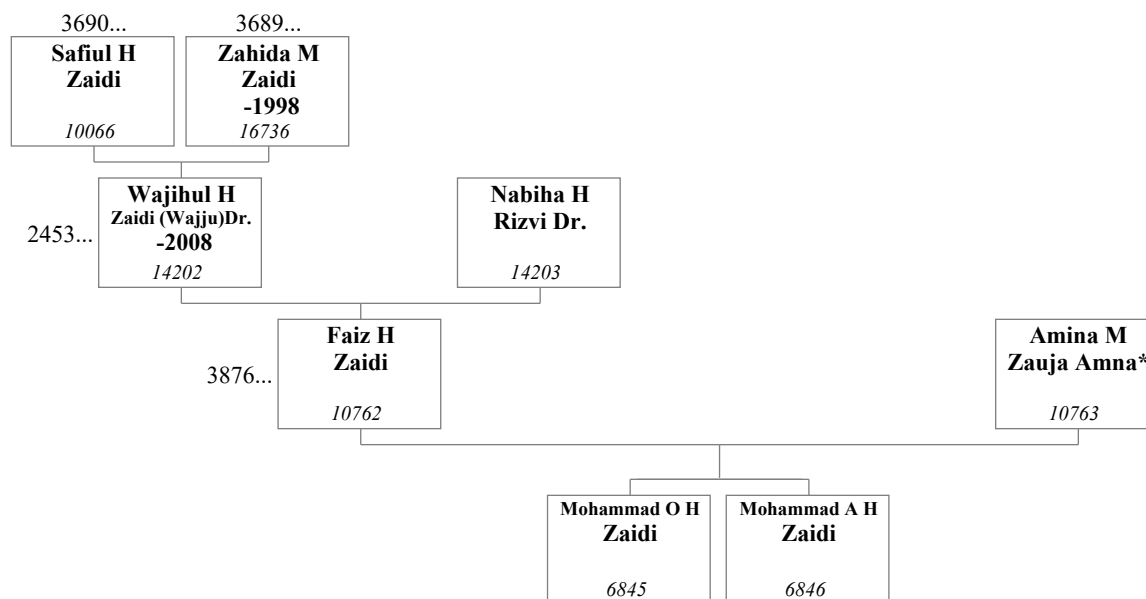 3690...
3689...
Safiul H
Zaidi
10066
Zahida M
Zaidi
-1998
16736
2453...
Wajihul H
Zaidi (Wajju)Dr.
-2008
14202
Nabiha H
Rizvi Dr.
14203
3876...
Faiz H
Zaidi
10762
Amina M
Zauja Amna*
10763
Mohammad O H
Zaidi
6845
Mohammad A H
Zaidi
6846